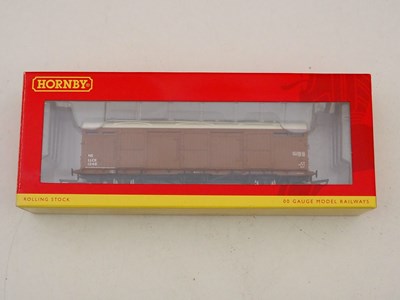 HORNBY®
ROLLING STOCK
00 GAUGE MODEL RAILWAYS